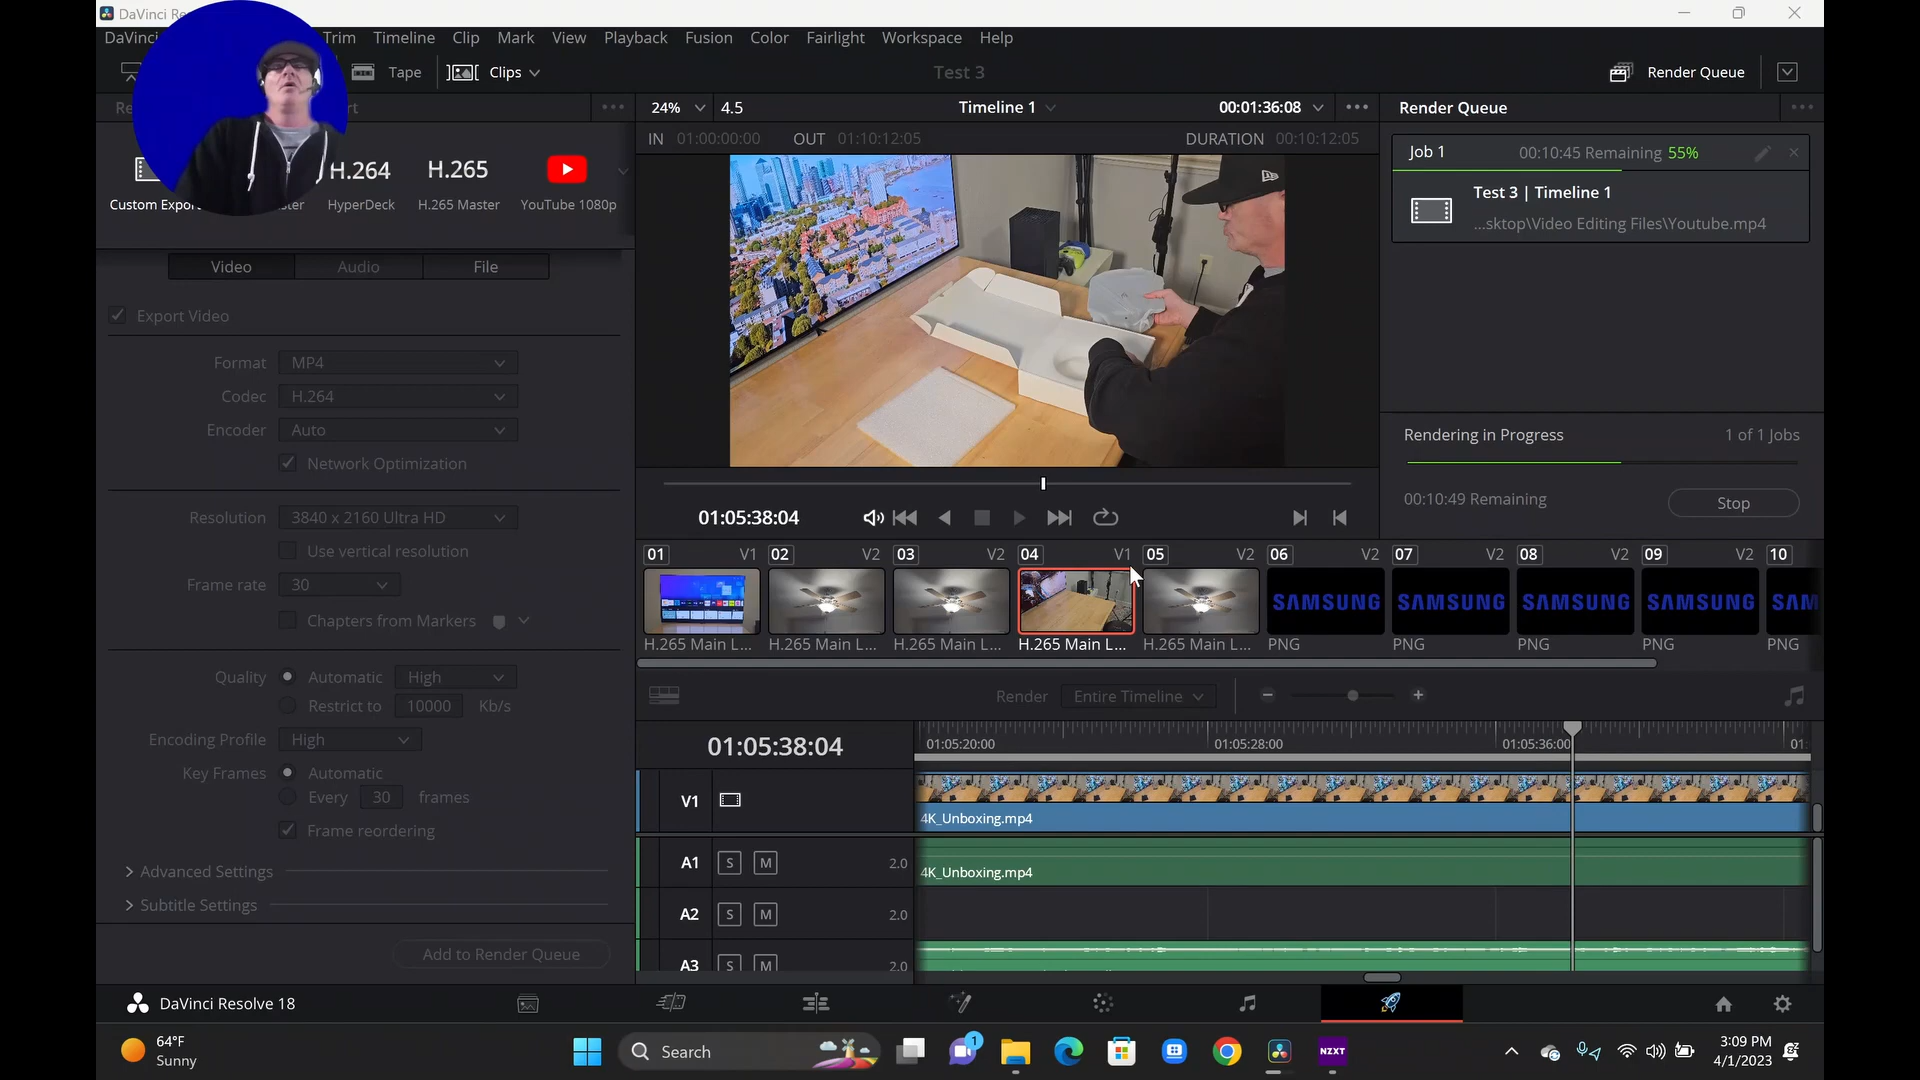 DaVinci Re
DaVinci
Trim Timeline Clip Mark View Playback Fusion Color Fairlight Workspace Help
Tape Clips Test 3 Render Queue
Re
rt
24% 4.5 Timeline 1 00:01:36:08 Render Queue
IN 01:00:00:00 OUT 01:10:12:05 DURATION 00:10:12:05
Job 1 00:10:45 Remaining 55%
Test 3 | Timeline 1
...sktop\Video Editing Files\Youtube.mp4
H.264 H.265
Custom Expor ster HyperDeck H.265 Master YouTube 1080p
Video Audio File
Export Video
Format MP4
Codec H.264
Encoder Auto
Network Optimization
Resolution 3840 x 2160 Ultra HD
Use vertical resolution
Frame rate 30
Chapters from Markers
Quality Automatic High
Restrict to 10000 Kb/s
Encoding Profile High
Key Frames Automatic
Every 30 frames
Frame reordering
Advanced Settings
Subtitle Settings
Add to Render Queue
Rendering in Progress 1 of 1 Jobs
00:10:49 Remaining Stop
01:05:38:04
01 V1 02 V2 03 V2 04 V1 05 V2 06 V2 07 V2 08 V2 09 V2 10
SAMSUNG SAMSUNG SAMSUNG SAMSUNG SAM
H.265 Main L... H.265 Main L... H.265 Main L... H.265 Main L... H.265 Main L... PNG PNG PNG PNG PNG
Render Entire Timeline
01:05:38:04
01:05:20:00 01:05:28:00 01:05:36:00 01:
V1
4K_Unboxing.mp4
A1 S M 2.0
4K_Unboxing.mp4
A2 S M 2.0
A3 S M 2.0
DaVinci Resolve 18
64°F
Sunny
Search
1
NZXT
3:09 PM
4/1/2023